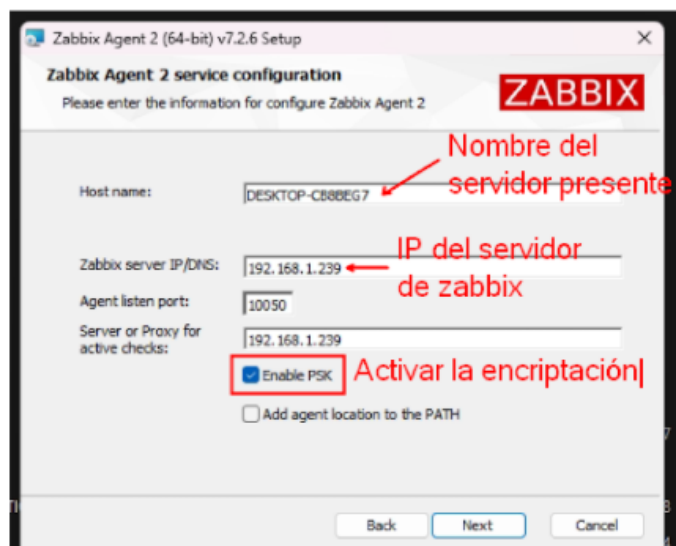 Zabbix Agent 2 (64-bit) v7.2.6 Setup
Zabbix Agent 2 service configuration
Please enter the information for configure Zabbix Agent 2
ZABBIX
Nombre del
servidor presente
Host name: DESKTOP-CB8BEG7
IP del servidor
de zabbix
Zabbix server IP/DNS: 192.168.1.239
Agent listen port: 10050
Server or Proxy for
active checks: 192.168.1.239
Enable PSK Activar la encriptación
Add agent location to the PATH
Back Next Cancel